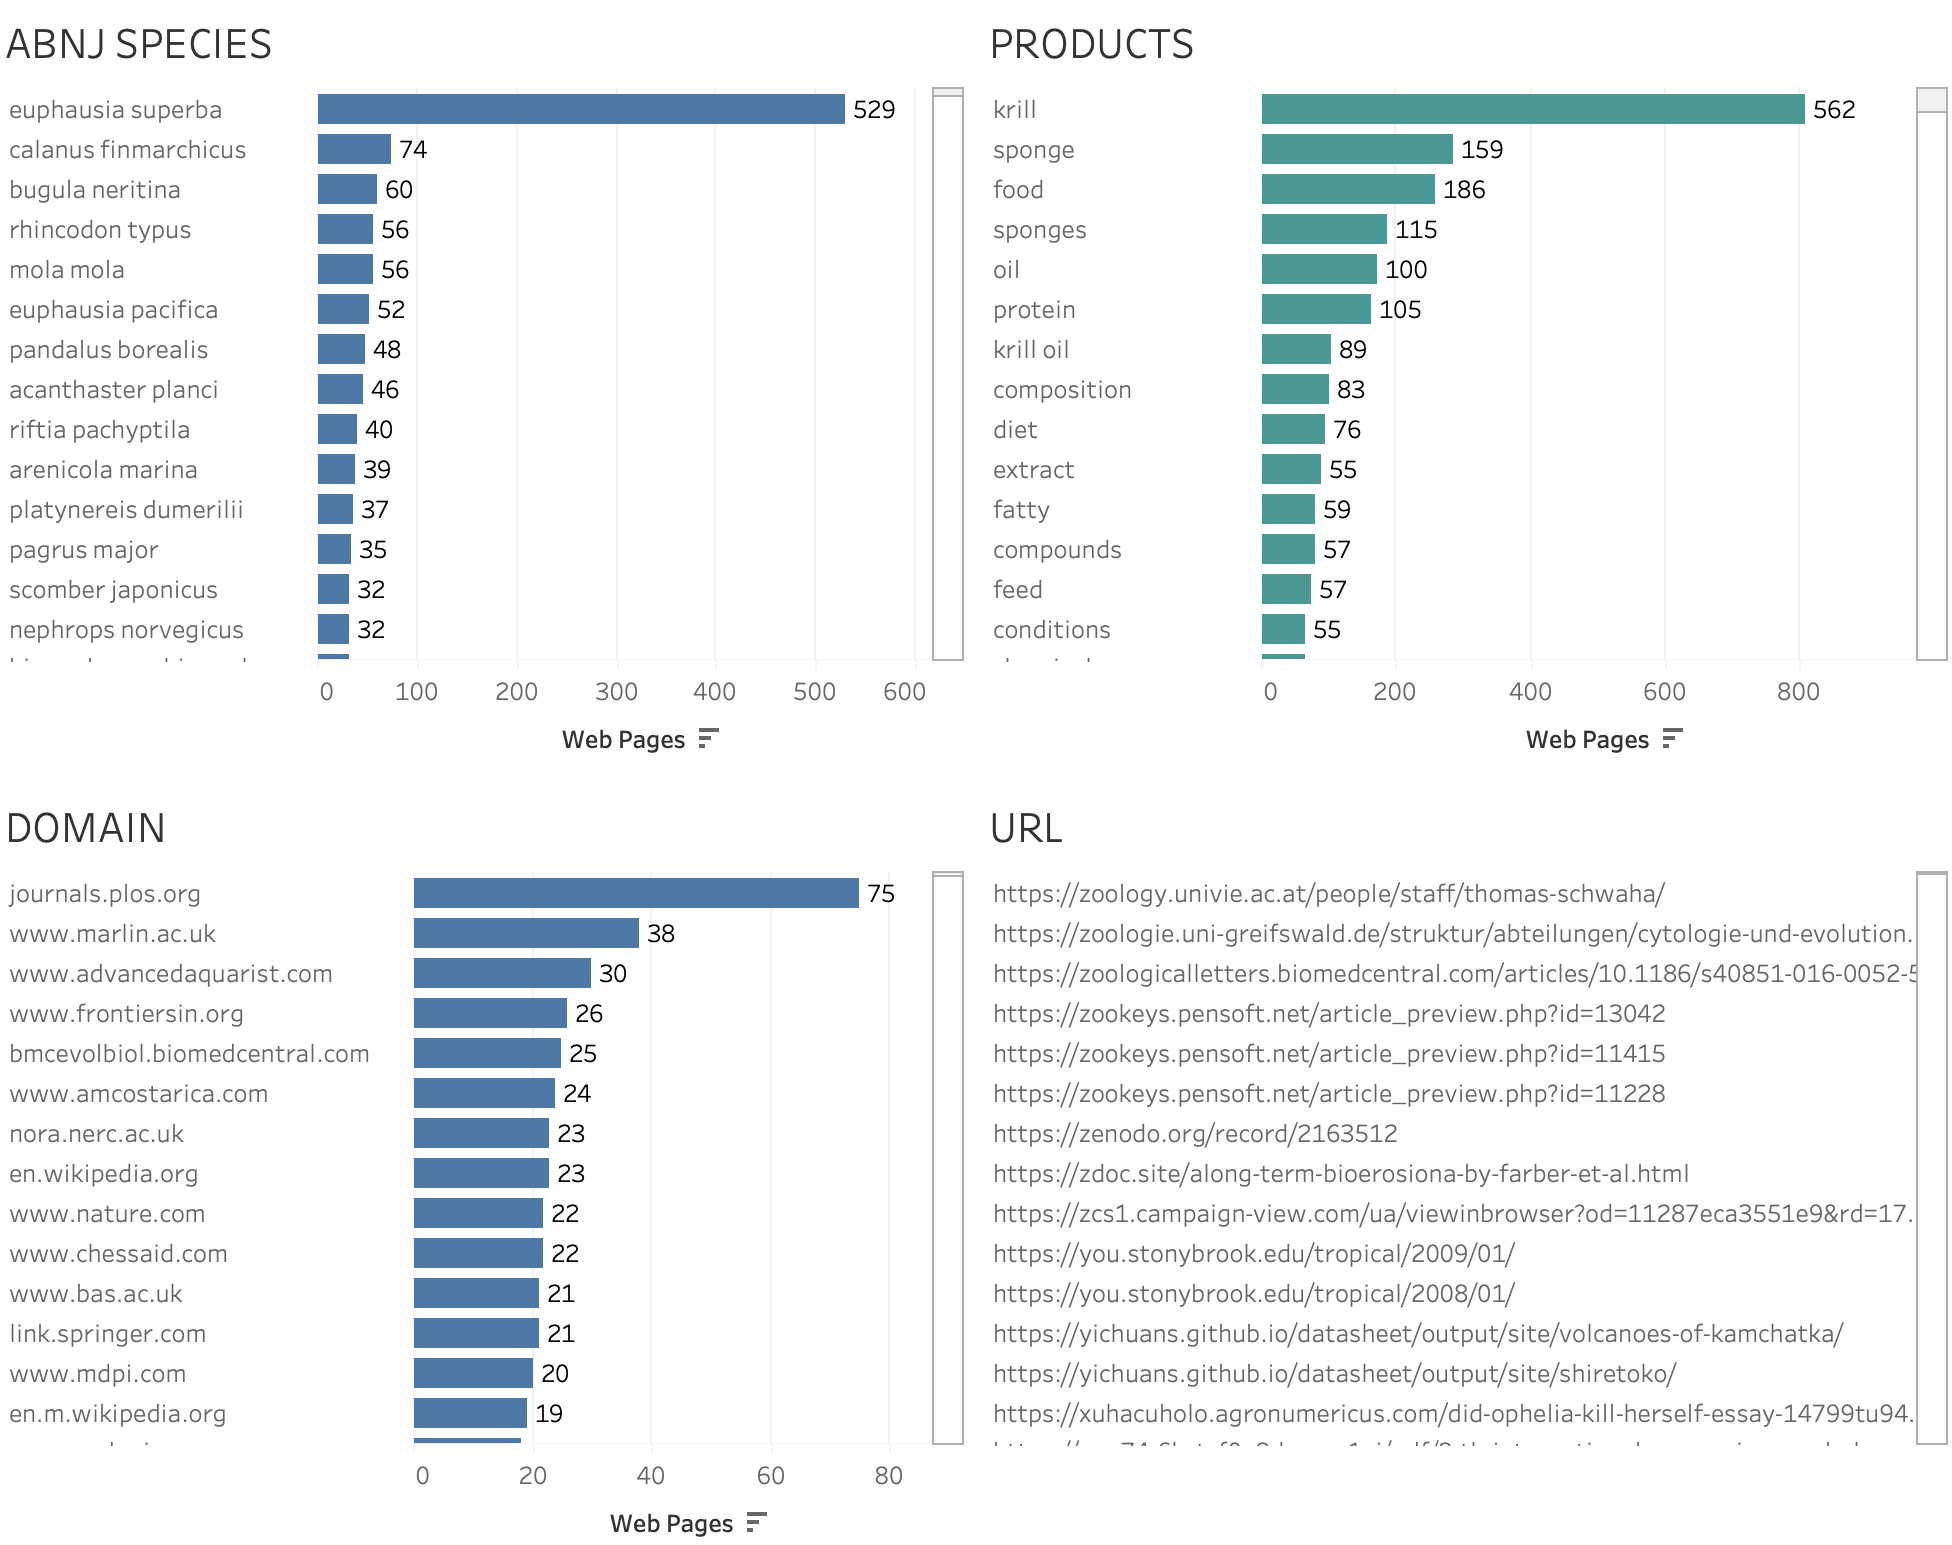 ABNJ SPECIES
euphausia superba 529
calanus finmarchicus 74
bugula neritina 60
rhincodon typus 56
mola mola 56
euphausia pacifica 52
pandalus borealis 48
acanthaster planci 46
riftia pachyptila 40
arenicola marina 39
platynereis dumerilii 37
pagrus major 35
scomber japonicus 32
nephrops norvegicus 32
0 100 200 300 400 500 600
Web Pages
PRODUCTS
krill 562
sponge 159
food 186
sponges 115
oil 100
protein 105
krill oil 89
composition 83
diet 76
extract 55
fatty 59
compounds 57
feed 57
conditions 55
0 200 400 600 800
Web Pages
DOMAIN
journals.plos.org 75
www.marlin.ac.uk 38
www.advancedaquarist.com 30
www.frontiersin.org 26
bmcevolbiol.biomedcentral.com 25
www.amcostarica.com 24
nora.nerc.ac.uk 23
en.wikipedia.org 23
www.nature.com 22
www.chessaid.com 22
www.bas.ac.uk 21
link.springer.com 21
www.mdpi.com 20
en.m.wikipedia.org 19
0 20 40 60 80
Web Pages
URL
https://zoology.univie.ac.at/people/staff/thomas-schwaha/
https://zoologie.uni-greifswald.de/struktur/abteilungen/cytologie-und-evolution.
https://zoologicalletters.biomedcentral.com/articles/10.1186/s40851-016-0052-5
https://zookeys.pensoft.net/article_preview.php?id=13042
https://zookeys.pensoft.net/article_preview.php?id=11415
https://zookeys.pensoft.net/article_preview.php?id=11228
https://zenodo.org/record/2163512
https://zdoc.site/along-term-bioerosiona-by-farber-et-al.html
https://zcs1.campaign-view.com/ua/viewinbrowser?od=11287eca3551e9&rd=17.
https://you.stonybrook.edu/tropical/2009/01/
https://you.stonybrook.edu/tropical/2008/01/
https://yichuans.github.io/datasheet/output/site/volcanoes-of-kamchatka/
https://yichuans.github.io/datasheet/output/site/shiretoko/
https://xuhacuholo.agronumericus.com/did-ophelia-kill-herself-essay-14799tu94.